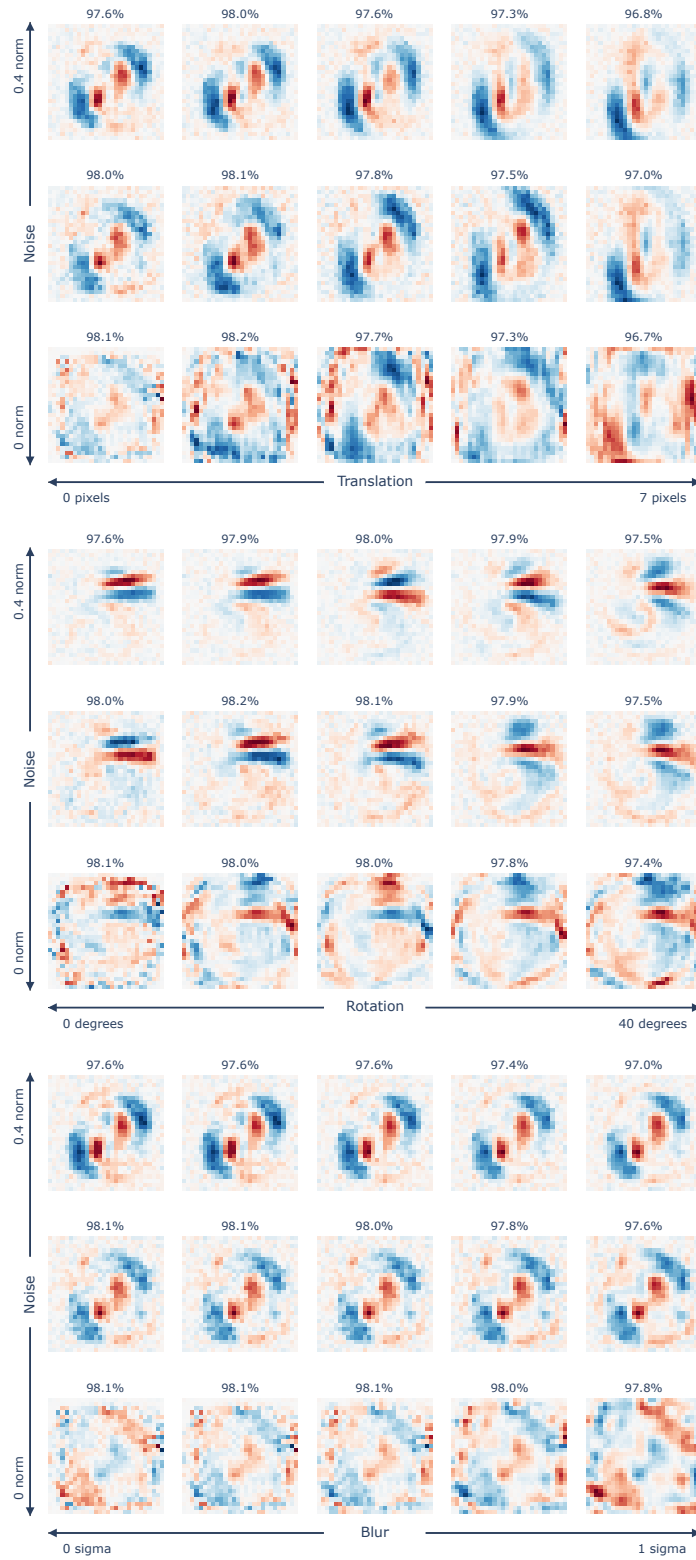 97.6% 98.0% 97.6% 97.3% 96.8%
0.4 norm
98.0% 98.1% 97.8% 97.5% 97.0%
Noise
98.1% 98.2% 97.7% 97.3% 96.7%
0 norm
Translation
0 pixels 7 pixels
97.6% 97.9% 98.0% 97.9% 97.5%
0.4 norm
98.0% 98.2% 98.1% 97.9% 97.5%
Noise
98.1% 98.0% 98.0% 97.8% 97.4%
0 norm
Rotation
0 degrees 40 degrees
97.6% 97.6% 97.6% 97.4% 97.0%
0.4 norm
98.1% 98.1% 98.0% 97.8% 97.6%
Noise
98.1% 98.1% 98.1% 98.0% 97.8%
0 norm
Blur
0 sigma 1 sigma